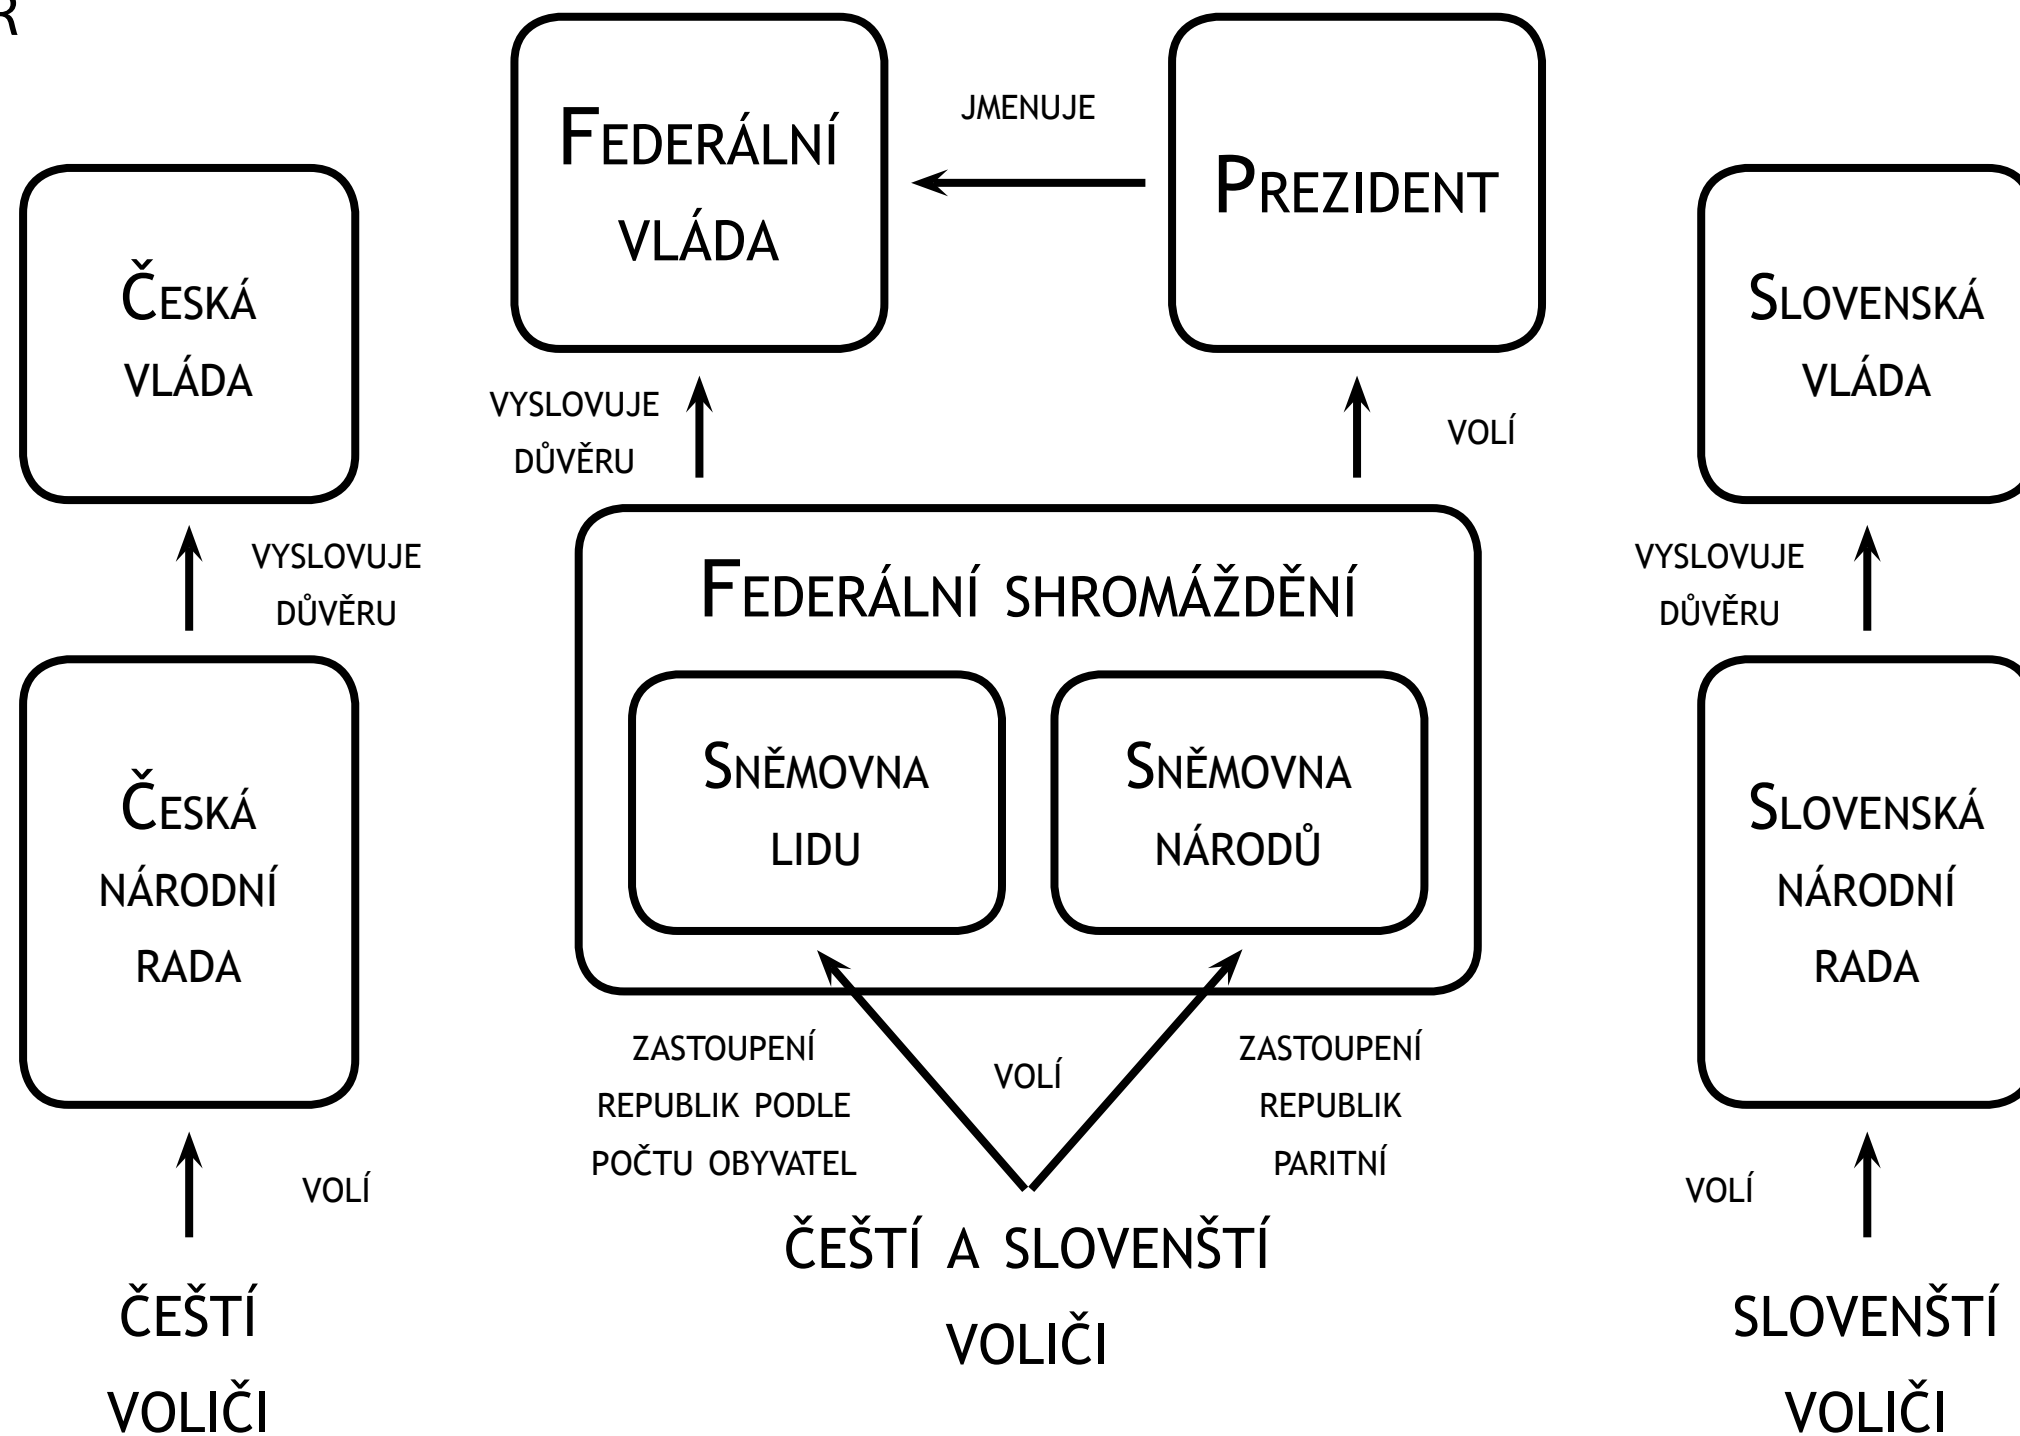 Federální
vláda
jmenuje
Prezident
Česká
vláda
Slovenská
vláda
vyslovuje
důvěru
volí
vyslovuje
důvěru
Federální shromáždění
vyslovuje
důvěru
Česká
národní
rada
Sněmovna
lidu
Sněmovna
národů
Slovenská
národní
rada
zastoupení
republik podle
počtu obyvatel
volí
zastoupení
republik
paritní
volí
volí
čeští a slovenští
voliči
čeští
voliči
slovenští
voliči